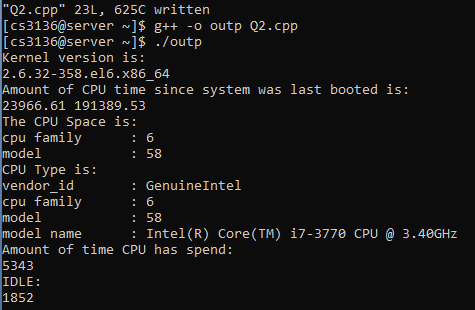 "Q2.cpp" 23L, 625C written
[cs3136@server ~]$ g++ -o outp Q2.cpp
[cs3136@server ~]$ ./outp
Kernel version is:
2.6.32-358.el6.x86_64
Amount of CPU time since system was last booted is:
23966.61 191389.53
The CPU Space is:
cpu family      : 6
model           : 58
CPU Type is:
vendor_id       : GenuineIntel
cpu family      : 6
model           : 58
model name      : Intel(R) Core(TM) i7-3770 CPU @ 3.40GHz
Amount of time CPU has spend:
5343
IDLE:
1852